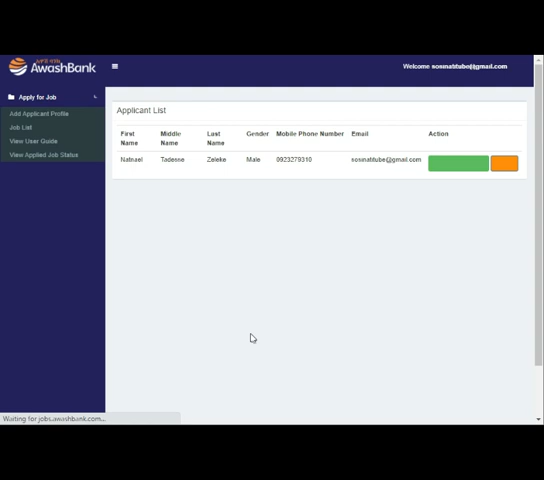 AwashBank
Welcome sosinabtube@gmail.com
Apply for Job
Add Applicant Profile
Job List
View User Guide
View Applied Job Status
Applicant List
First Name Middle Name Last Name Gender Mobile Phone Number Email Action
Natnael Tadesse Zeleke Male 0923279310 sosinabtube@gmail.com
Waiting for jobs.awashbank.com...